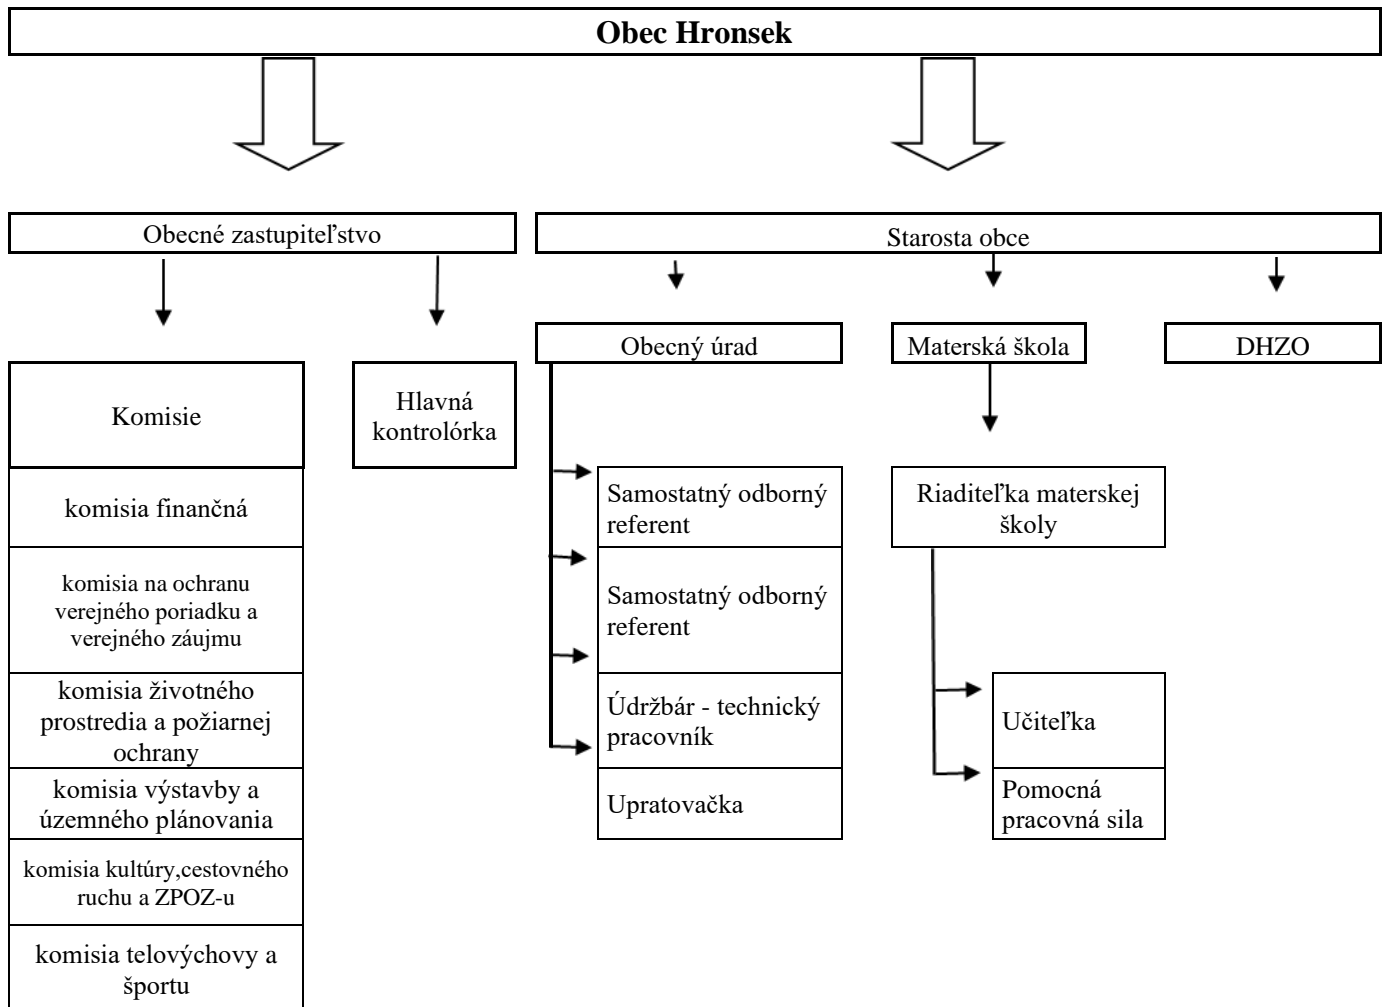 Obec Hronsek
Obecné zastupiteľstvo
Starosta obce
Obecný úrad
Materská škola
DHZO
Komisie
Hlavná
kontrolórka
komisia finančná
komisia na ochranu
verejného poriadku a
verejného záujmu
komisia životného
prostredia a požiarnej
ochrany
komisia výstavby a
územného plánovania
komisia kultúry,cestovného
ruchu a ZPOZ-u
komisia telovýchovy a
športu
Samostatný odborný
referent
Samostatný odborný
referent
Údržbár - technický
pracovník
Upratovačka
Riaditeľka materskej
školy
Učiteľka
Pomocná
pracovná sila